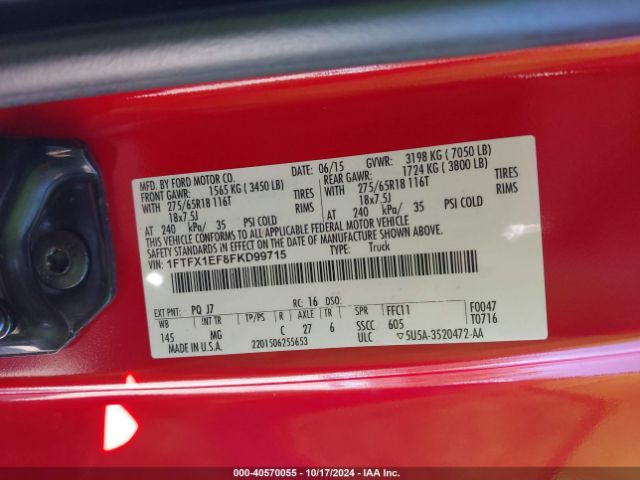 MFD. BY FORD MOTOR CO.
DATE: 06/15 GVWR: 3198 KG ( 7050 LB)
FRONT GAWR: 1565 KG ( 3450 LB) REAR GAWR: 1724 KG ( 3800 LB)
WITH 275/65R18 116T TIRES WITH 275/65R18 116T TIRES
18x7.5J RIMS 18x7.5J RIMS
AT 240 kPa/ 35 PSI COLD AT 240 kPa/ 35 PSI COLD
THIS VEHICLE CONFORMS TO ALL APPLICABLE FEDERAL MOTOR VEHICLE
SAFETY STANDARDS AND THEFT PREVENTION STANDARDS IN EFFECT ON THE DATE OF MANUFACTURE SHOWN ABOVE.
VIN: 1FTFX1EF8FKD99715 TYPE: Truck
EXT PNT: PQ J7 RC: 16 DSO:
WB INT TR TP/PS R AXLE TR SPR FFC11 F0047
145 MG C 27 6 SSCC 605 T0716
MADE IN U.S.A. 2201506255653 ULC ▽5U5A-3520472-AA
000-40570055 - 10/17/2024 - IAA Inc.